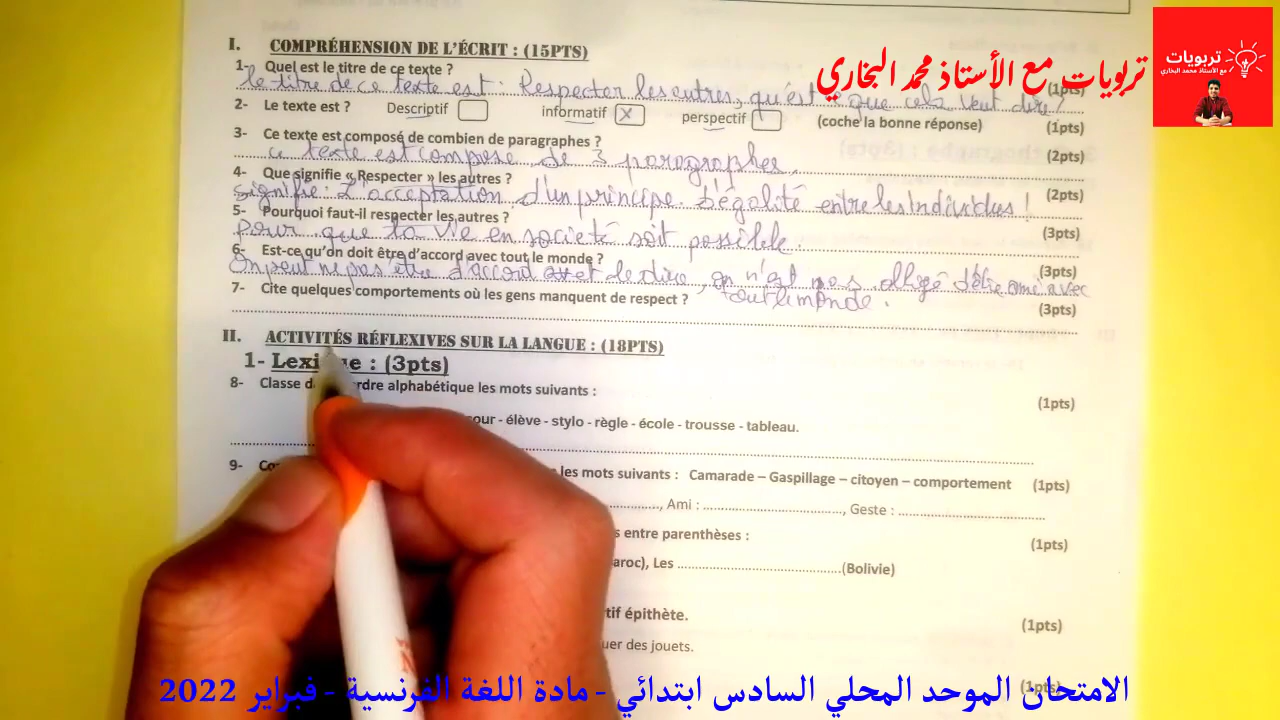 I. COMPRÉHENSION DE L'ÉCRIT : (15PTS)
تربويات مع الأستاذ محمد البخاري
تربويات
مع الأستاذ محمد البخاري
1- Quel est le titre de ce texte ? (1pts)
le titre de ce texte est : Respecter les autres, qu'est ce que cela veut dire ?
2- Le texte est ? Descriptif informatif X perspectif (coche la bonne réponse) (1pts)
3- Ce texte est composé de combien de paragraphes ? (2pts)
ce texte est composé de 3 paragraphes.
4- Que signifie « Respecter » les autres ? (2pts)
signifie : L'acceptation d'un principe d'égalité entre les individus !
5- Pourquoi faut-il respecter les autres ? (3pts)
pour que la vie en société soit possible.
6- Est-ce qu'on doit être d'accord avec tout le monde ? (3pts)
On peut ne pas être d'accord et le dire, on n'est pas obligé d'être ami avec
tout le monde.
7- Cite quelques comportements où les gens manquent de respect ? (3pts)
II. ACTIVITÉS RÉFLEXIVES SUR LA LANGUE : (18PTS)
1- Lexique : (3pts)
8- Classe ordre alphabétique les mots suivants : (1pts)
- élève - stylo - règle - école - trousse - tableau.
9- les mots suivants : Camarade – Gaspillage – citoyen – comportement (1pts)
, Ami : , Geste :
entre parenthèses : (1pts)
, Les (Bolivie)
épithète. (1pts)
des jouets.
(1pts)
الامتحان الموحد المحلي السادس ابتدائي - مادة اللغة الفرنسية - فبراير 2022